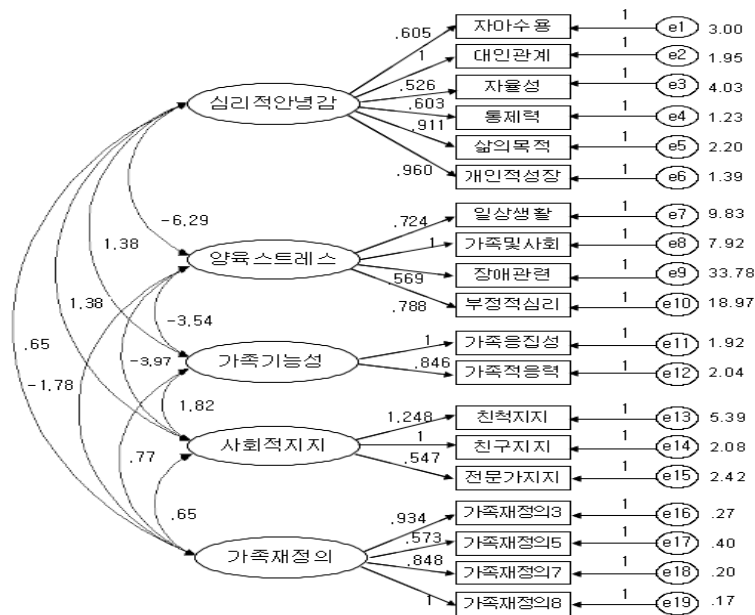 .605
자아수용
1
e1
3.00
1
대인관계
1
e2
1.95
.526
자율성
1
e3
4.03
심리적안녕감
.603
통제력
1
e4
1.23
.911
삶의목적
1
e5
2.20
.960
개인적성장
1
e6
1.39
-6.29
.724
일상생활
1
e7
9.83
1.38
양육스트레스
1
가족및사회
1
e8
7.92
.569
장애관련
1
e9
33.78
.788
부정적심리
1
e10
18.97
1.38
-3.54
.65
-3.97
가족기능성
1
가족응집성
1
e11
1.92
.846
가족적응력
1
e12
2.04
-1.78
1.82
1.248
친척지지
1
e13
5.39
사회적지지
1
친구지지
1
e14
2.08
.77
.547
전문가지지
1
e15
2.42
.65
.934
가족재정의3
1
e16
.27
가족재정의
.573
가족재정의5
1
e17
.40
.848
가족재정의7
1
e18
.20
1
가족재정의8
1
e19
.17